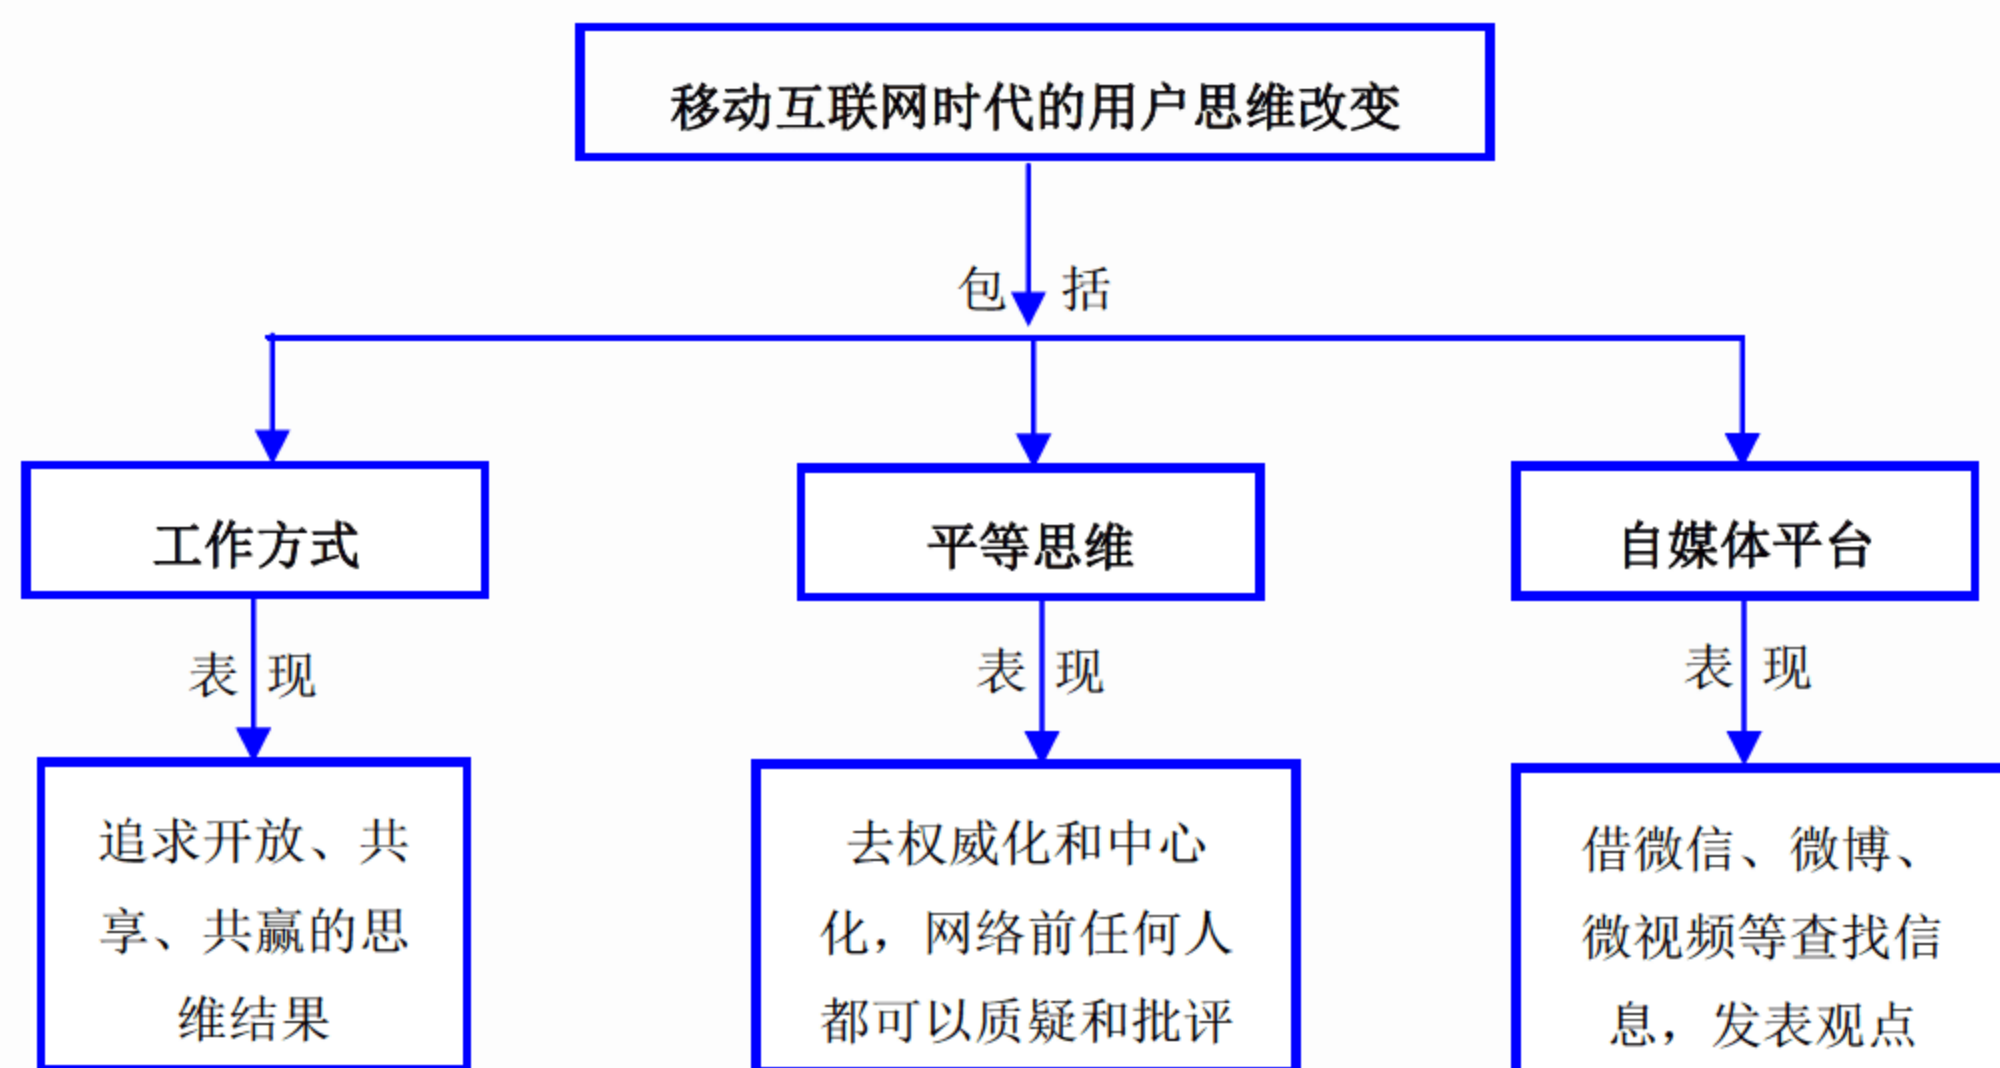 移动互联网时代的用户思维改变
包 括
工作方式
平等思维
自媒体平台
表 现
表 现
表 现
追求开放、共
享、共赢的思
维结果
去权威化和中心
化，网络前任何人
都可以质疑和批评
借微信、微博、
微视频等查找信
息，发表观点